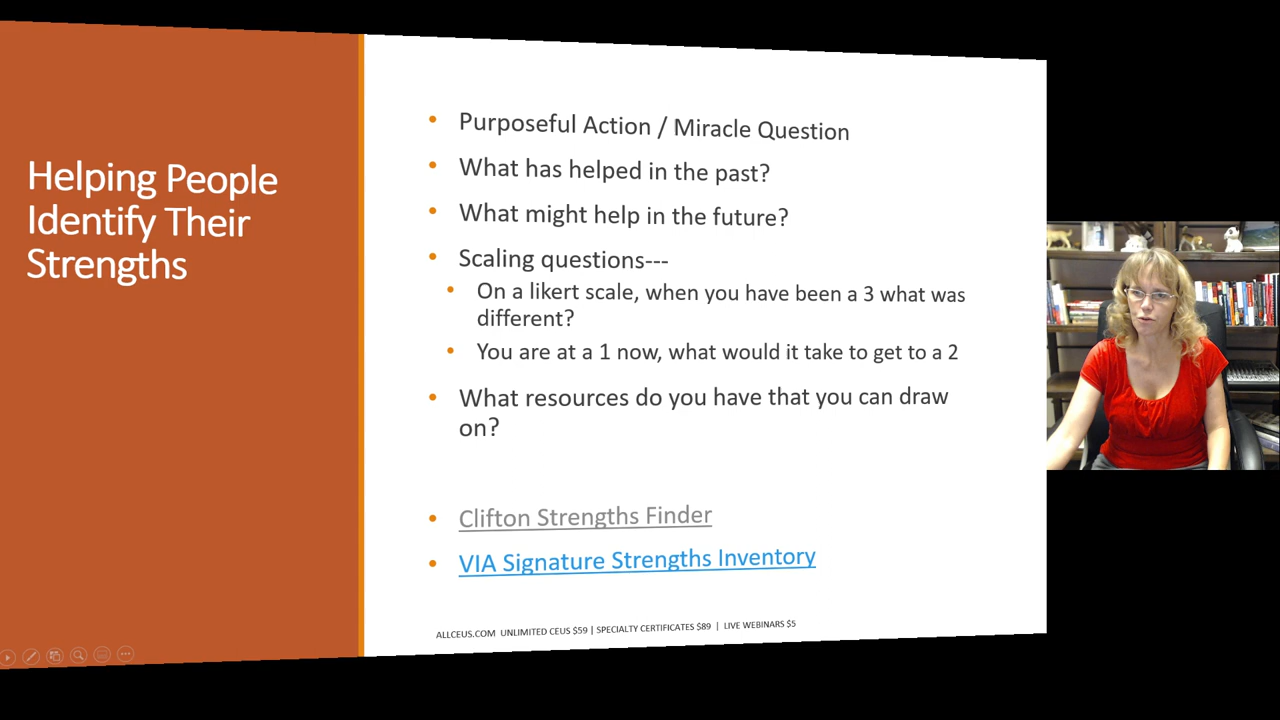 Helping People
Identify Their
Strengths
• Purposeful Action / Miracle Question
• What has helped in the past?
• What might help in the future?
• Scaling questions---
• On a likert scale, when you have been a 3 what was
different?
• You are at a 1 now, what would it take to get to a 2
• What resources do you have that you can draw
on?
• Clifton Strengths Finder
• VIA Signature Strengths Inventory
ALLCEUS.COM UNLIMITED CEUS $59 | SPECIALTY CERTIFICATES $89 | LIVE WEBINARS $5